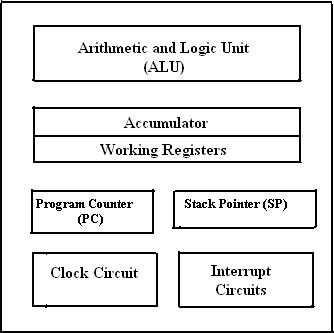 Arithmetic and Logic Unit
(ALU)
Accumulator
Working Registers
Program Counter
(PC)
Stack Pointer (SP)
Clock Circuit
Interrupt
Circuits